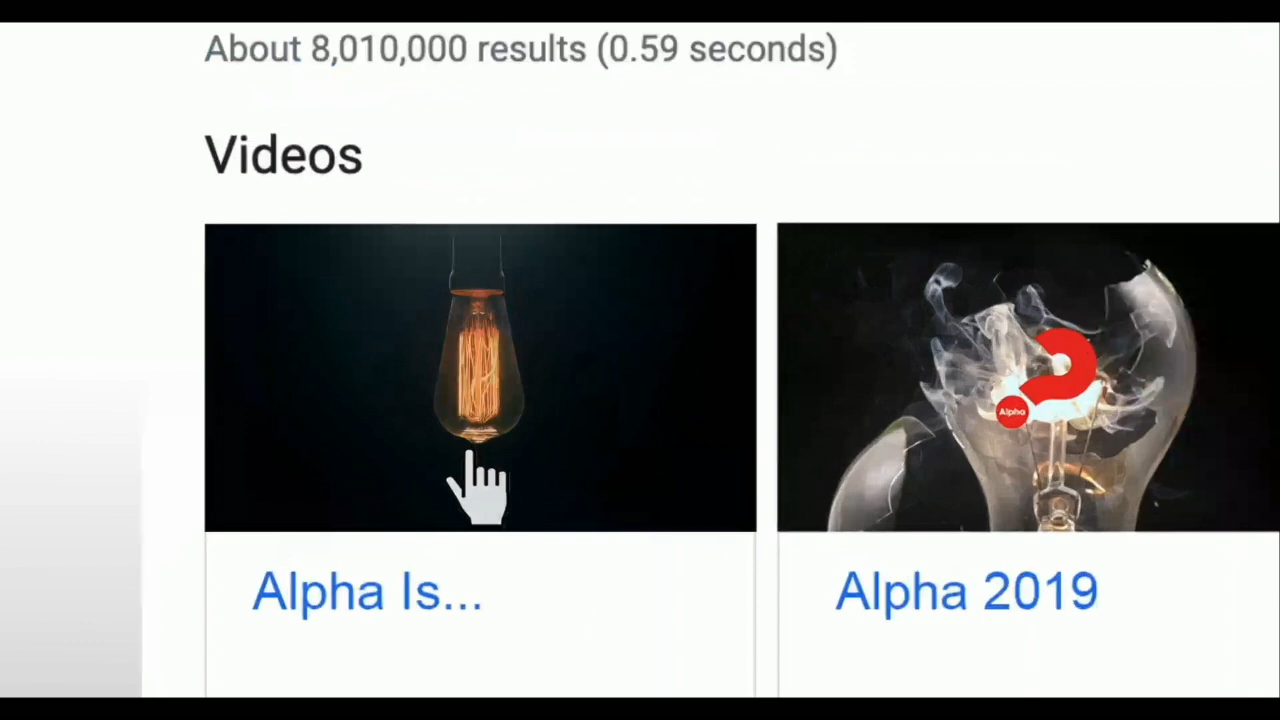 About 8,010,000 results (0.59 seconds)
Videos
Alpha
Alpha Is...
Alpha 2019